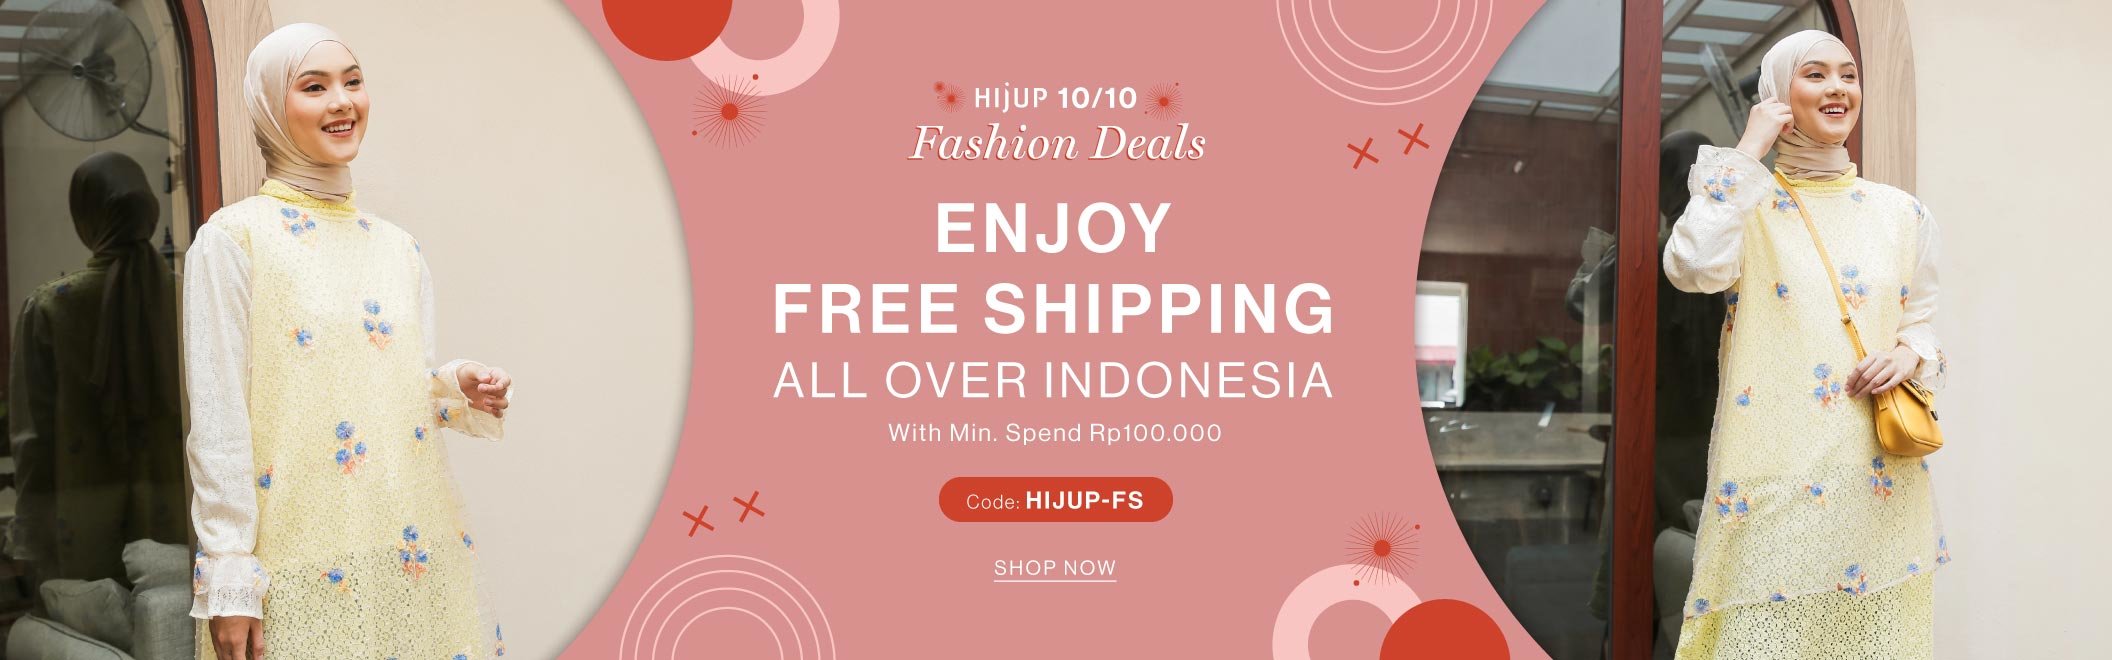 HIJUP 10/10
Fashion Deals
ENJOY
FREE SHIPPING
ALL OVER INDONESIA
With Min. Spend Rp100.000
Code: HIJUP-FS
SHOP NOW